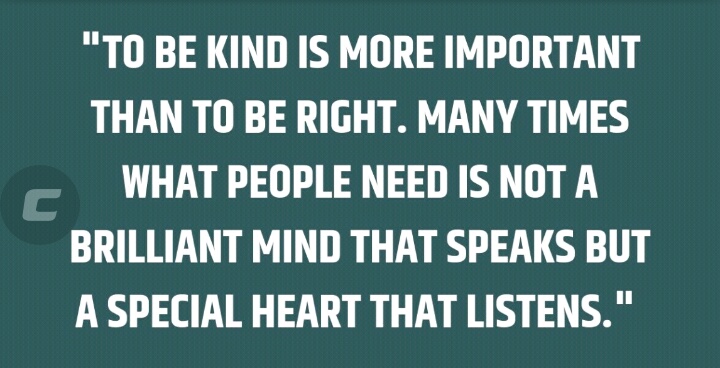 "TO BE KIND IS MORE IMPORTANT
THAN TO BE RIGHT. MANY TIMES
WHAT PEOPLE NEED IS NOT A
C
BRILLIANT MIND THAT SPEAKS BUT
A SPECIAL HEART THAT LISTENS."